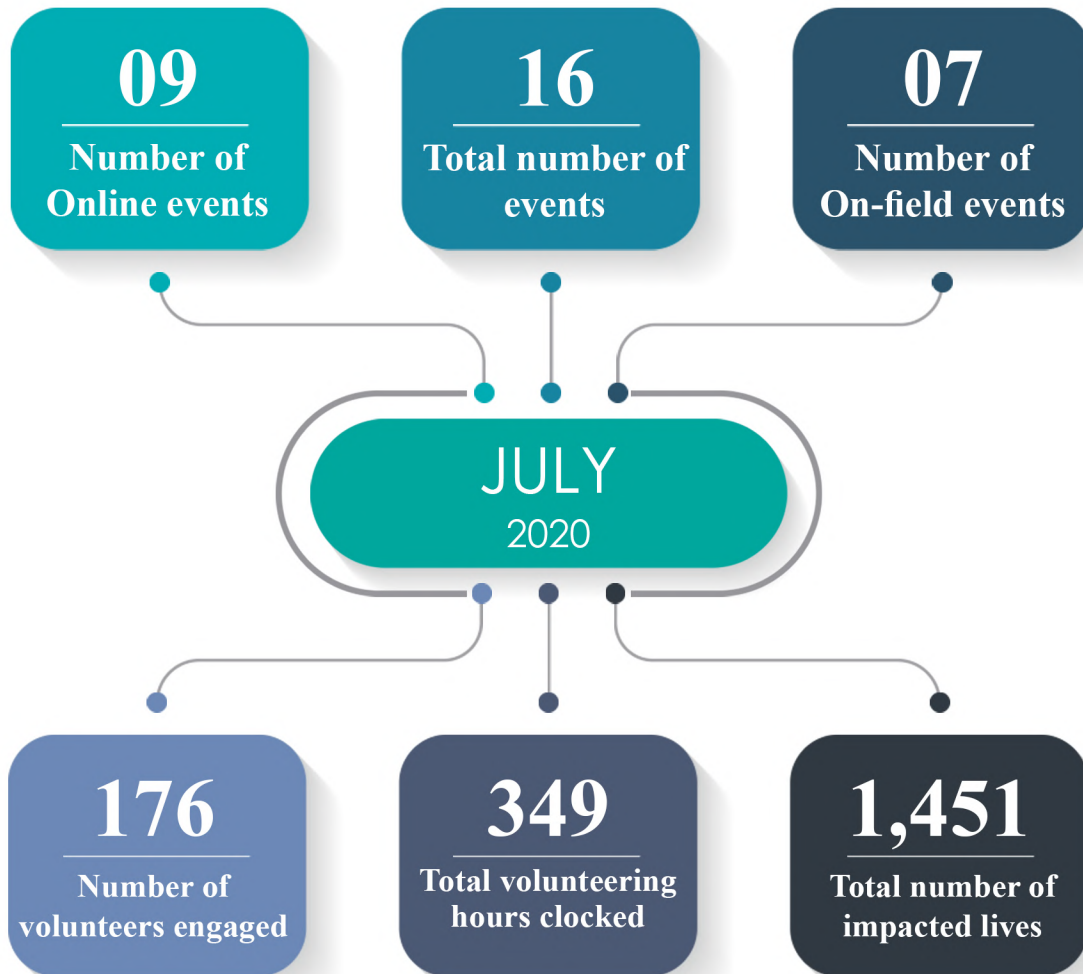 09
Number of
Online events
16
Total number of
events
07
Number of
On-field events
JULY
2020
176
Number of
volunteers engaged
349
Total volunteering
hours clocked
1,451
Total number of
impacted lives